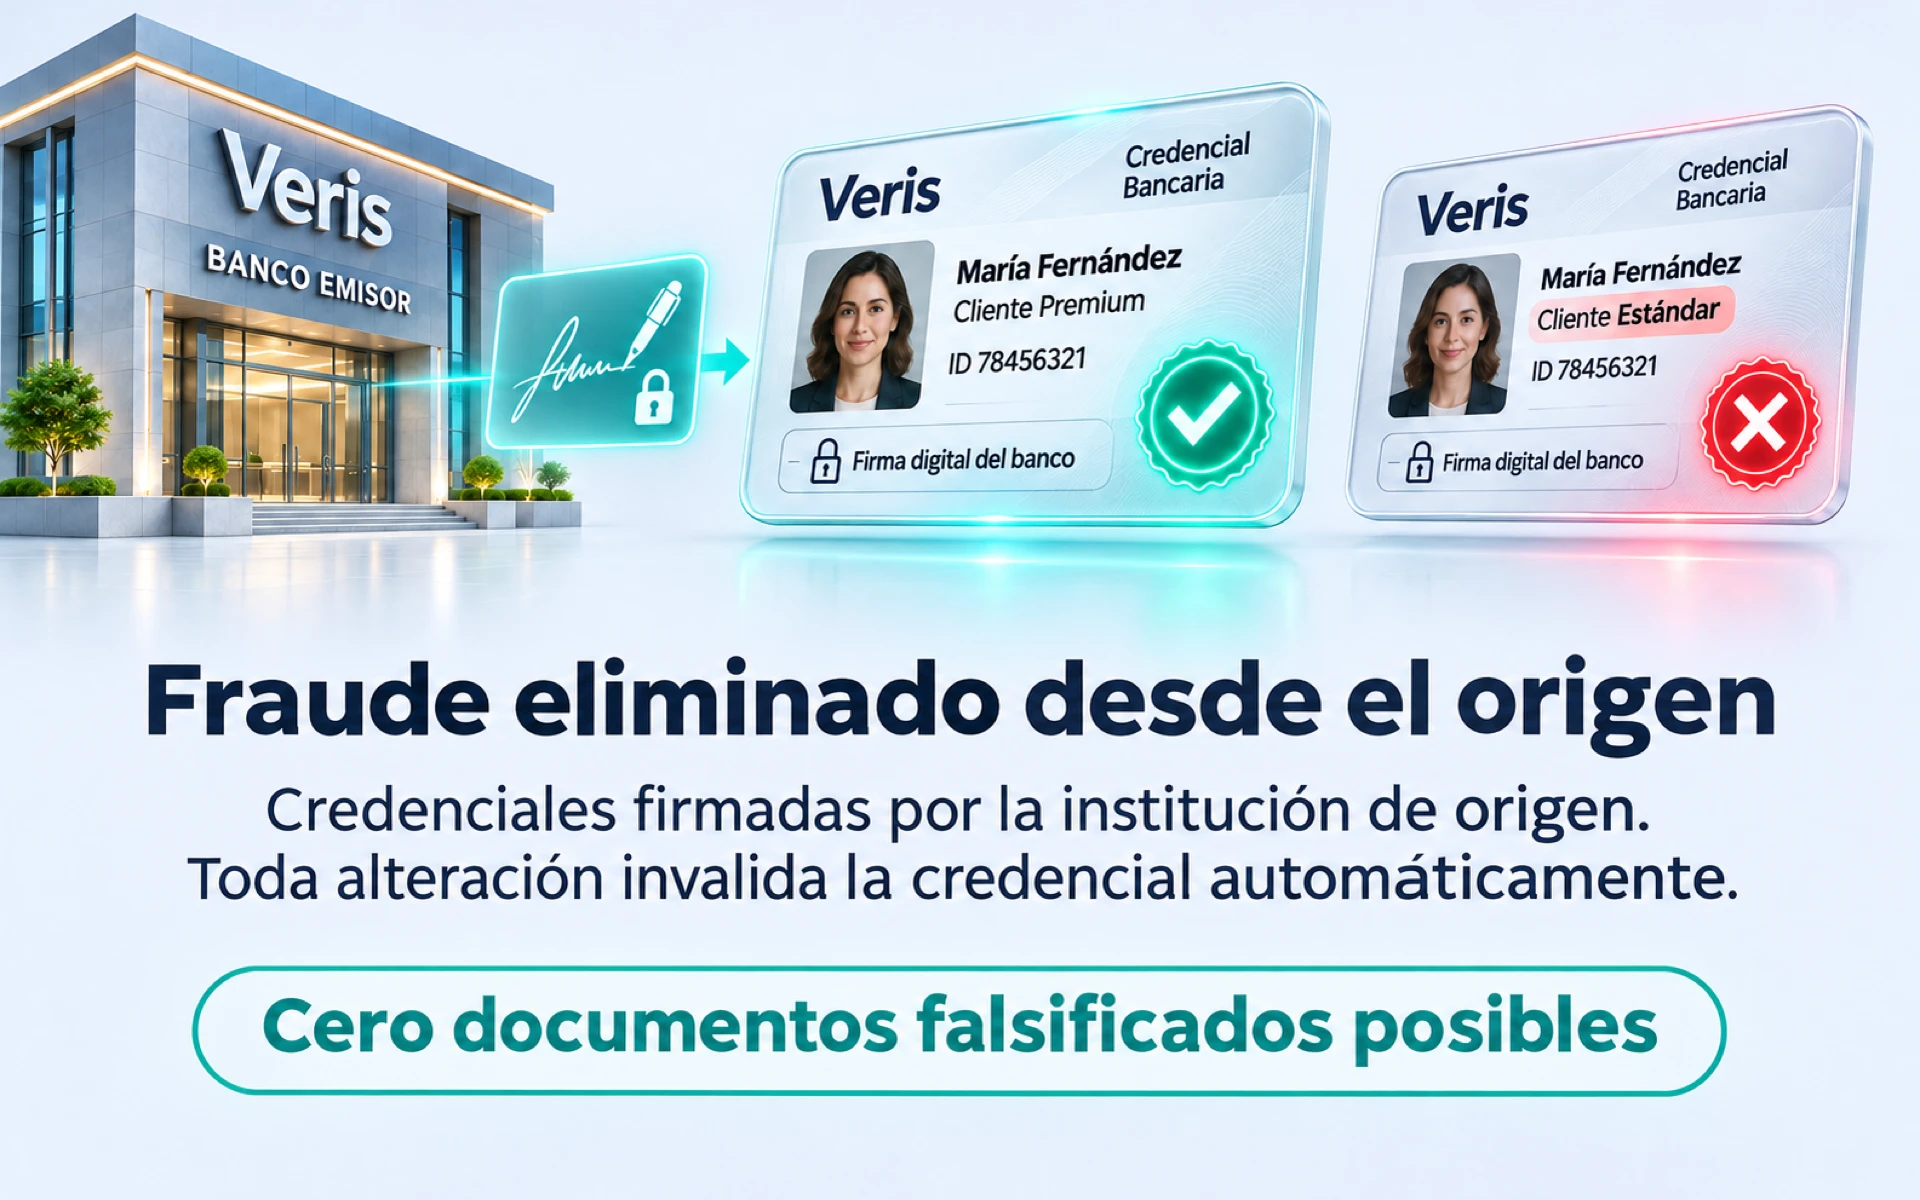 Veris
BANCO EMISOR
Veris
Credencial
Bancaria
María Fernández
Cliente Premium
ID 78456321
Firma digital del banco
Veris
Credencial
Bancaria
María Fernández
Cliente Estándar
ID 78456321
Firma digital del banco
Fraude eliminado desde el origen
Credenciales firmadas por la institución de origen.
Toda alteración invalida la credencial automáticamente.
Cero documentos falsificados posibles